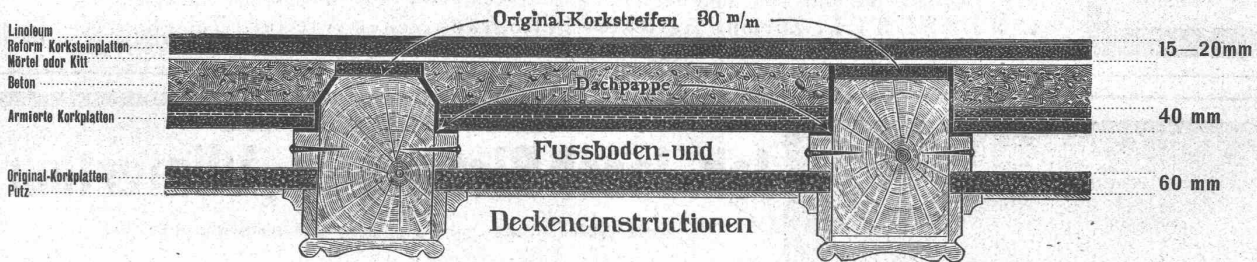 Original-Korkstreifen 30 m/m
Linoleum
Reform Korksteinplatten
Mörtel odor Kitt
15—20mm
Beton
Dachpappe
Armierte Korkplatten
40 mm
Fussboden-und
Original-Korkplatten
60 mm
Putz
Deckenconstructionen